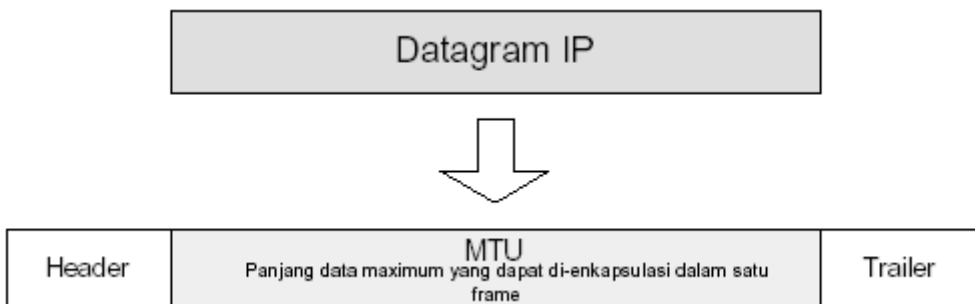 Datagram IP
Header
MTU
Panjang data maximum yang dapat di-enkapsulasi dalam satu
frame
Trailer